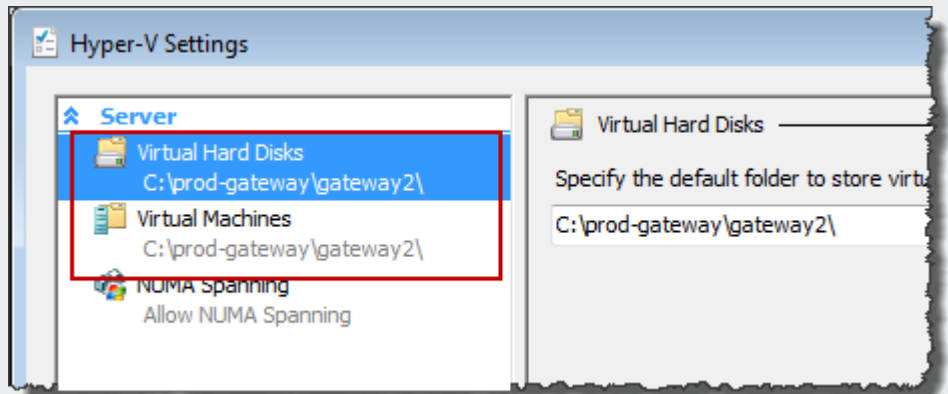 Hyper-V Settings
Server
Virtual Hard Disks
C:\prod-gateway\gateway2\
Virtual Machines
C:\prod-gateway\gateway2\
NUMA Spanning
Allow NUMA Spanning
Virtual Hard Disks
Specify the default folder to store
C:\prod-gateway\gateway2\